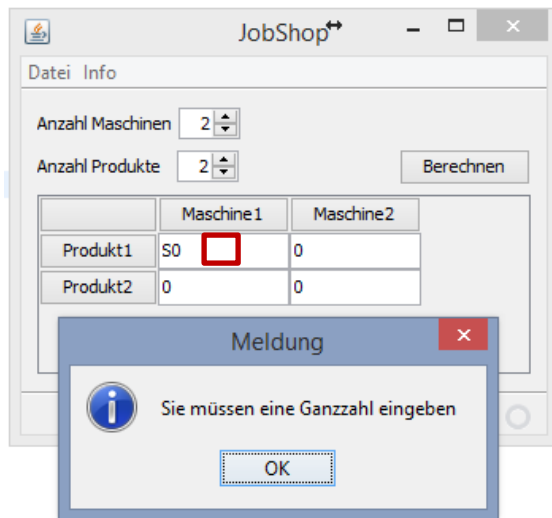 JobShop
Datei Info
Anzahl Maschinen 2
Anzahl Produkte 2 Berechnen
Maschine1 Maschine2
Produkt1 S0 0
Produkt2 0 0
Meldung
Sie müssen eine Ganzzahl eingeben
OK